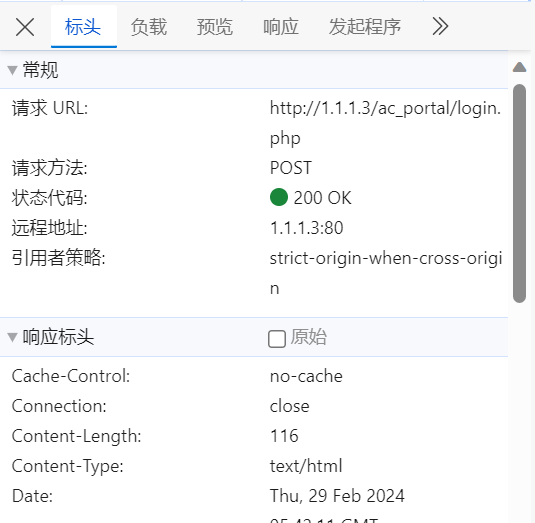 标头 负载 预览 响应 发起程序
常规
请求 URL: http://1.1.1.3/ac_portal/login.
php
请求方法: POST
状态代码: 200 OK
远程地址: 1.1.1.3:80
引用者策略: strict-origin-when-cross-origi
n
响应标头 原始
Cache-Control: no-cache
Connection: close
Content-Length: 116
Content-Type: text/html
Date: Thu, 29 Feb 2024